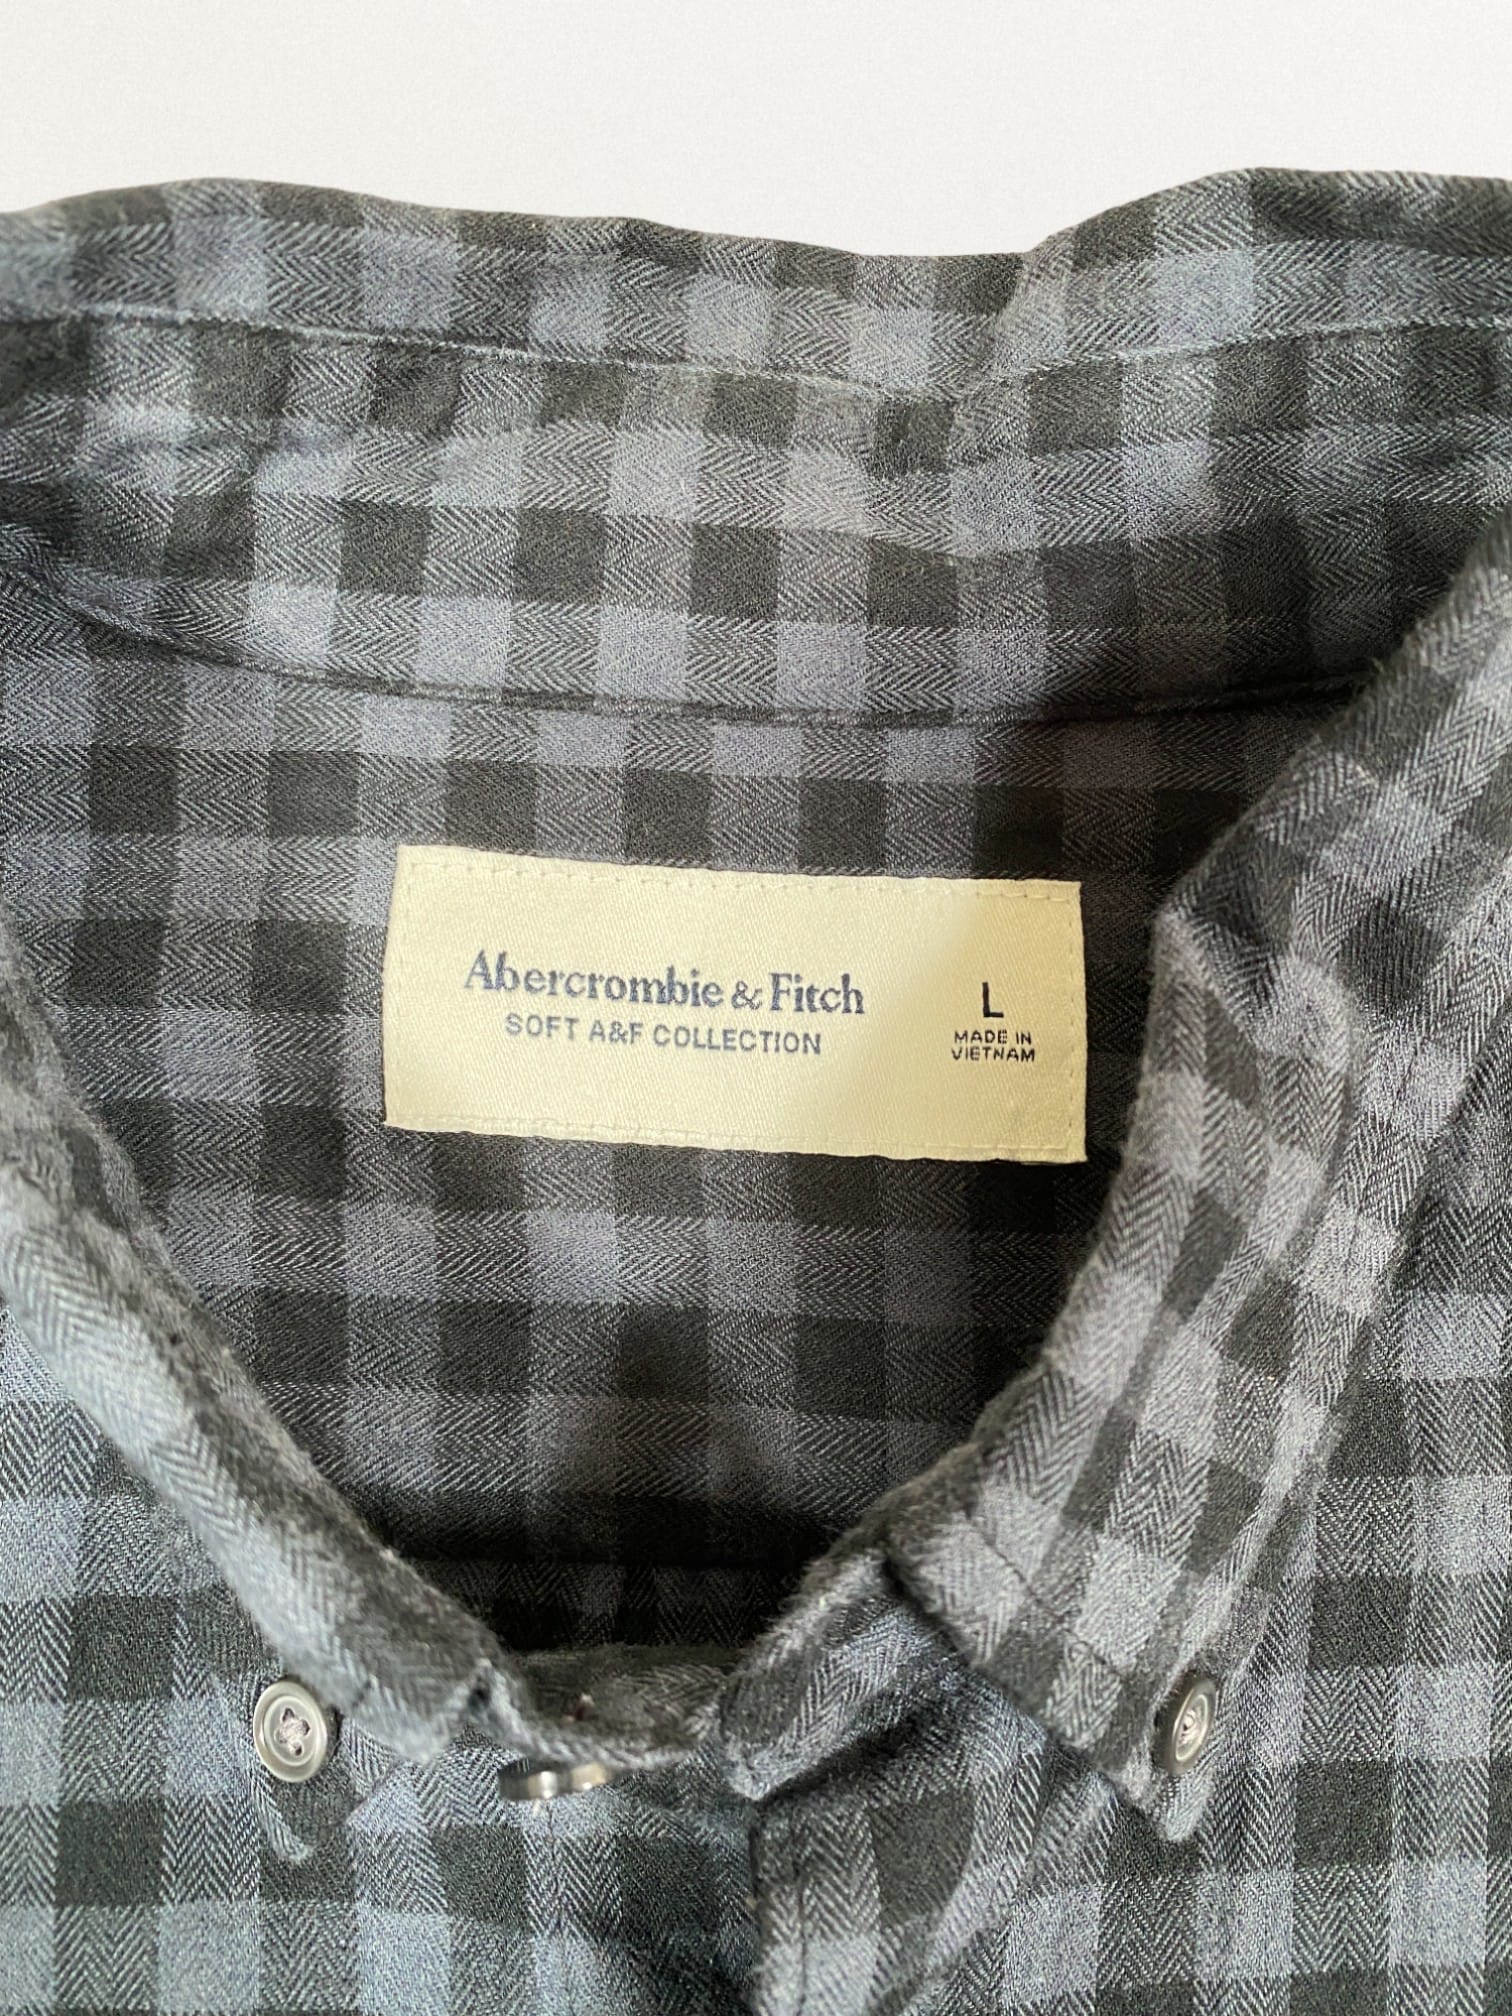 Abercrombie & Fitch
SOFT A&F COLLECTION
L
MADE IN
VIETNAM